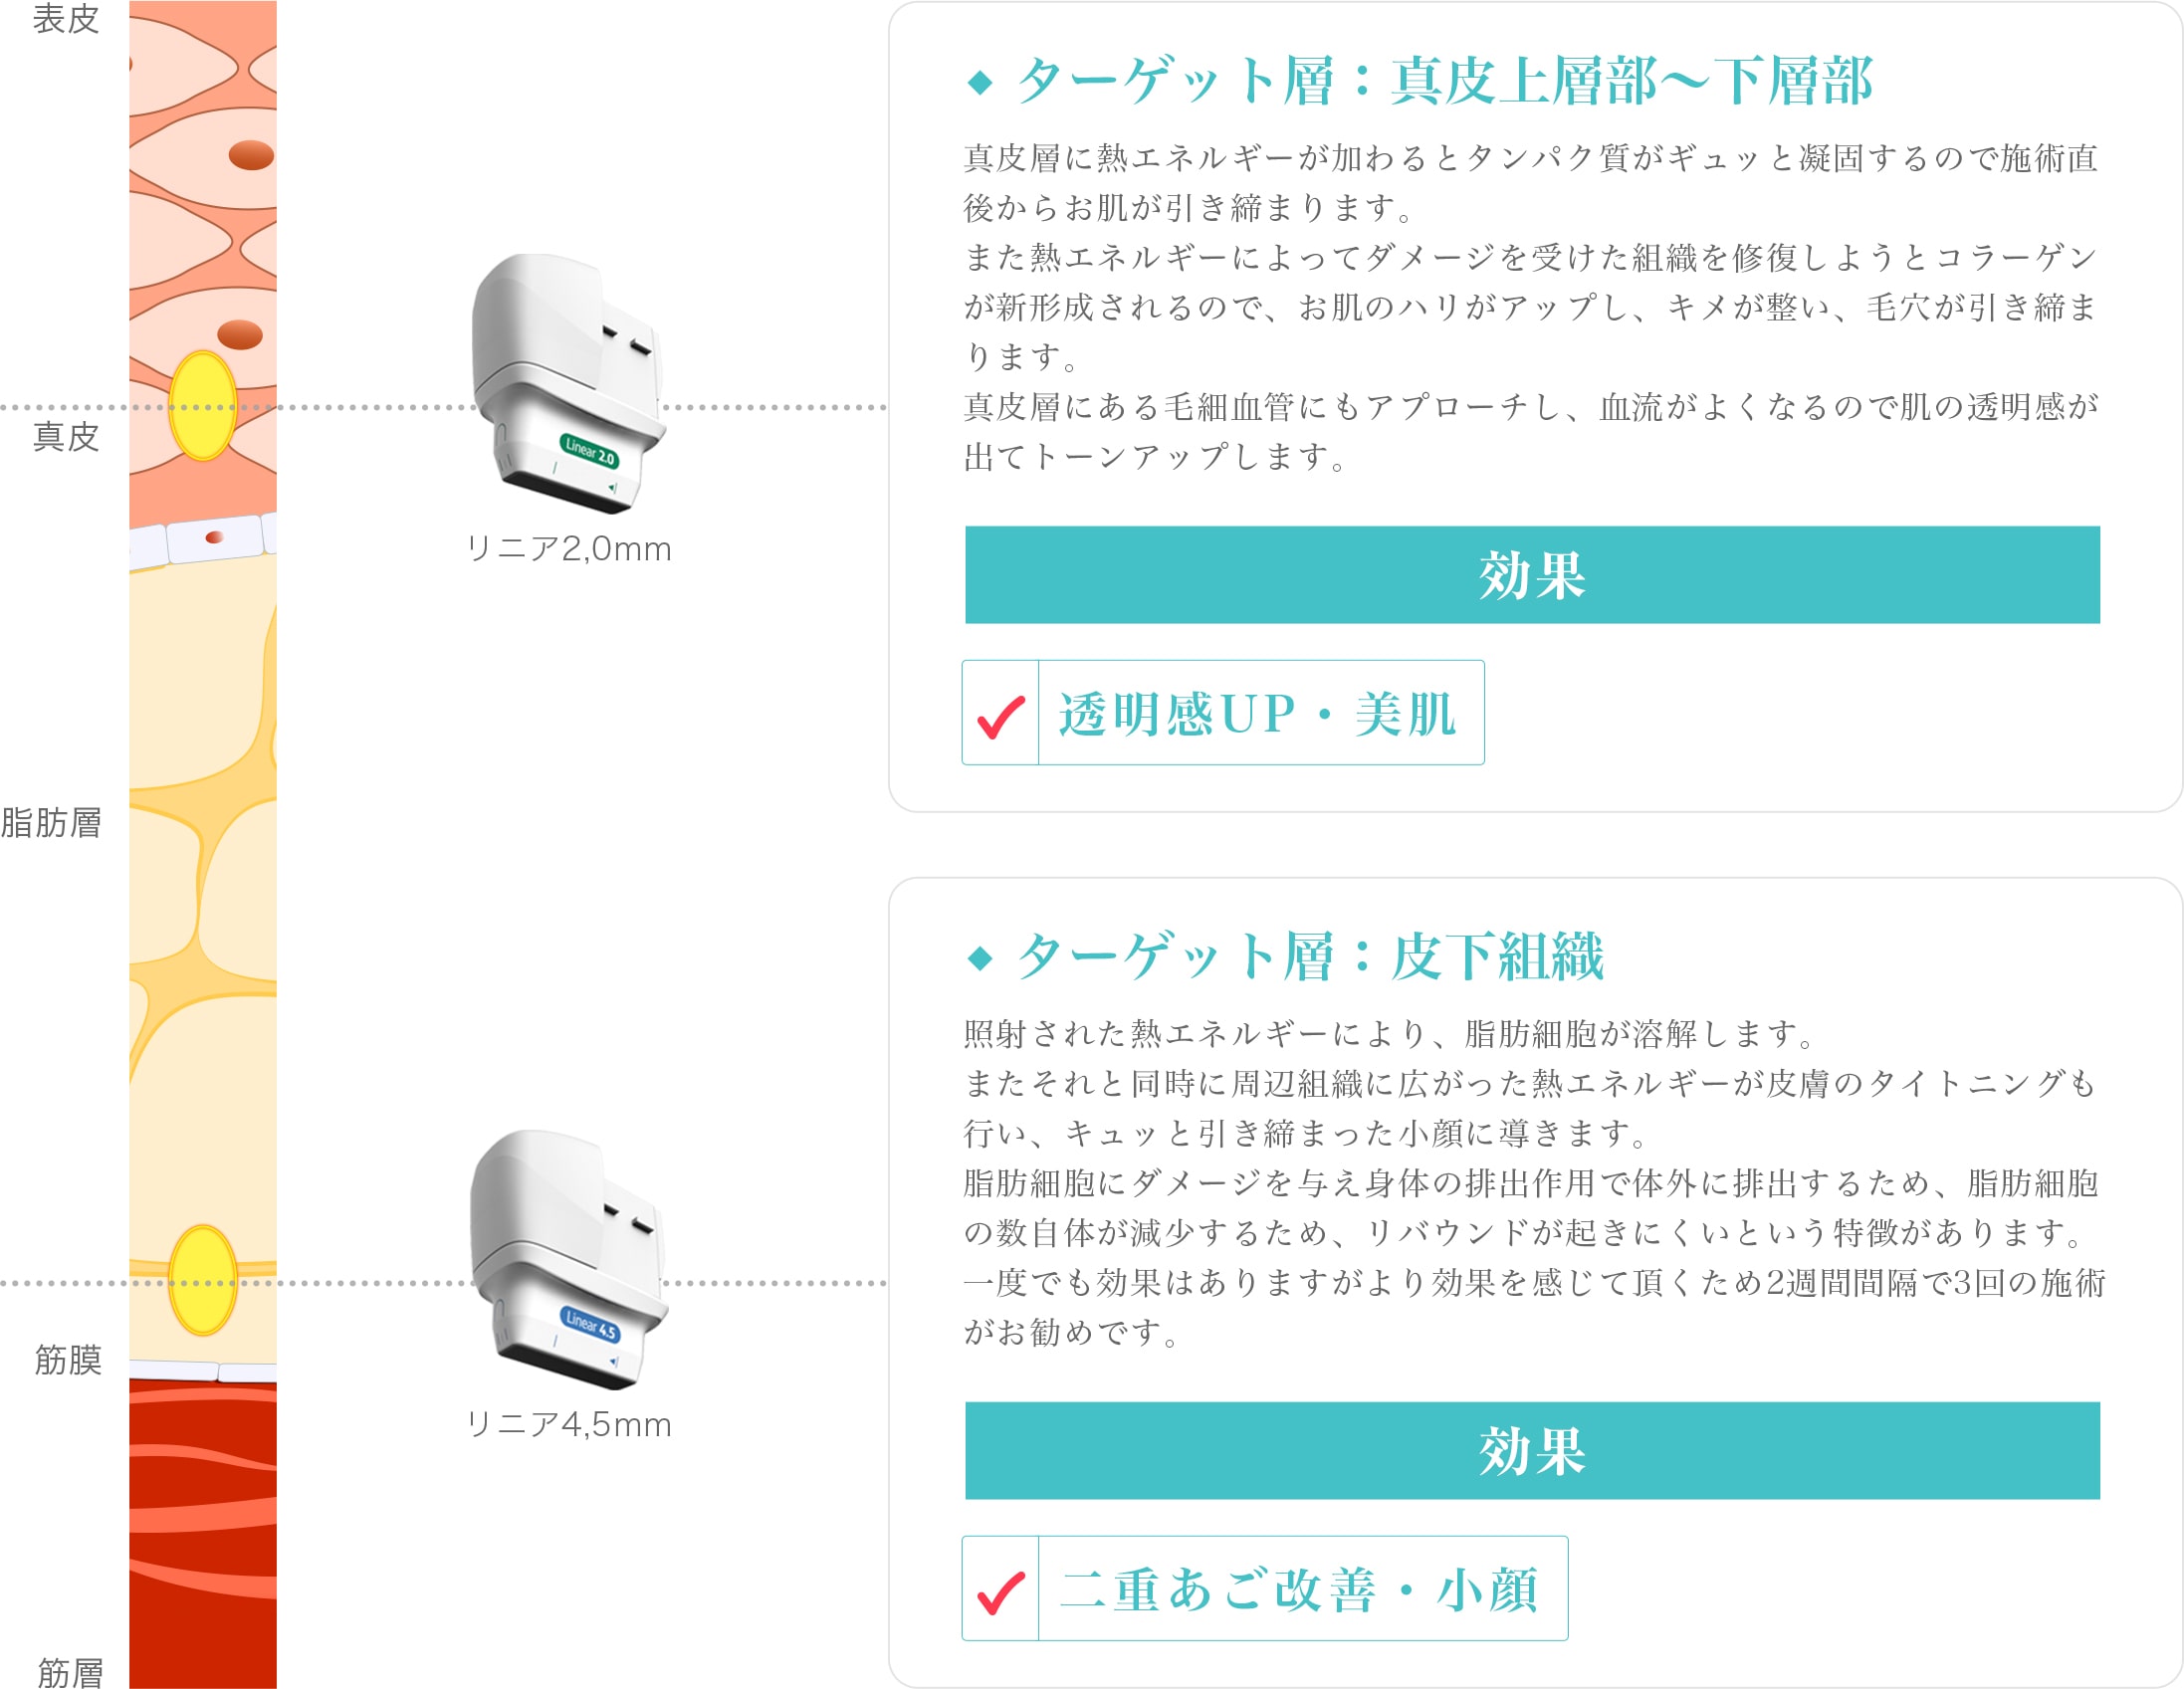 表皮
真皮
脂肪層
筋膜
筋層
Linear 2.0
リニア2,0mm
Linear 4.5
リニア4,5mm
◆ ターゲット層：真皮上層部〜下層部
真皮層に熱エネルギーが加わるとタンパク質がギュッと凝固するので施術直
後からお肌が引き締まります。
また熱エネルギーによってダメージを受けた組織を修復しようとコラーゲン
が新形成されるので、お肌のハリがアップし、キメが整い、毛穴が引き締ま
ります。
真皮層にある毛細血管にもアプローチし、血流がよくなるので肌の透明感が
出てトーンアップします。
効果
透明感UP・美肌
◆ ターゲット層：皮下組織
照射された熱エネルギーにより、脂肪細胞が溶解します。
またそれと同時に周辺組織に広がった熱エネルギーが皮膚のタイトニングも
行い、キュッと引き締まった小顔に導きます。
脂肪細胞にダメージを与え身体の排出作用で体外に排出するため、脂肪細胞
の数自体が減少するため、リバウンドが起きにくいという特徴があります。
一度でも効果はありますがより効果を感じて頂くため2週間間隔で3回の施術
がお勧めです。
効果
二重あご改善・小顔